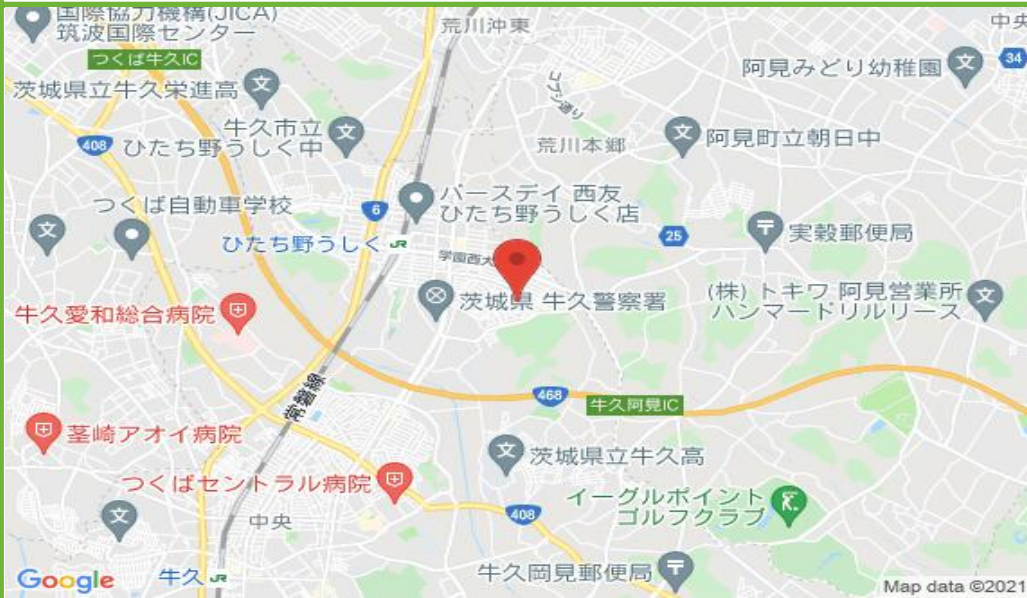 国際協力機構(JICA)
筑波国際センター
荒川沖東
中央
つくば牛久IC
阿見みどり幼稚園
34
茨城県立牛久栄進高
牛久市立
ひたち野うしく中
408
荒川本郷
阿見町立朝日中
つくば自動車学校
バースデイ 西友
ひたち野うしく店
6
25
実穀郵便局
ひたち野うしく JR
学園西大
茨城県 牛久警察署
(株) トキワ 阿見営業所
ハンマードリルリース
牛久愛和総合病院
常磐線
468
牛久阿見IC
茎崎アオイ病院
茨城県立牛久高
つくばセントラル病院
イーグルポイント
ゴルフクラブ
中央
408
牛久 JR
牛久岡見郵便局
Google
Map data ©2021